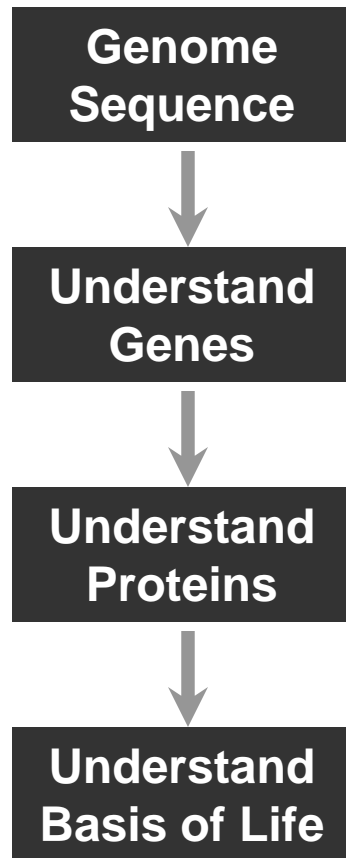 Genome
Sequence
Understand
Genes
Understand
Proteins
Understand
Basis of Life